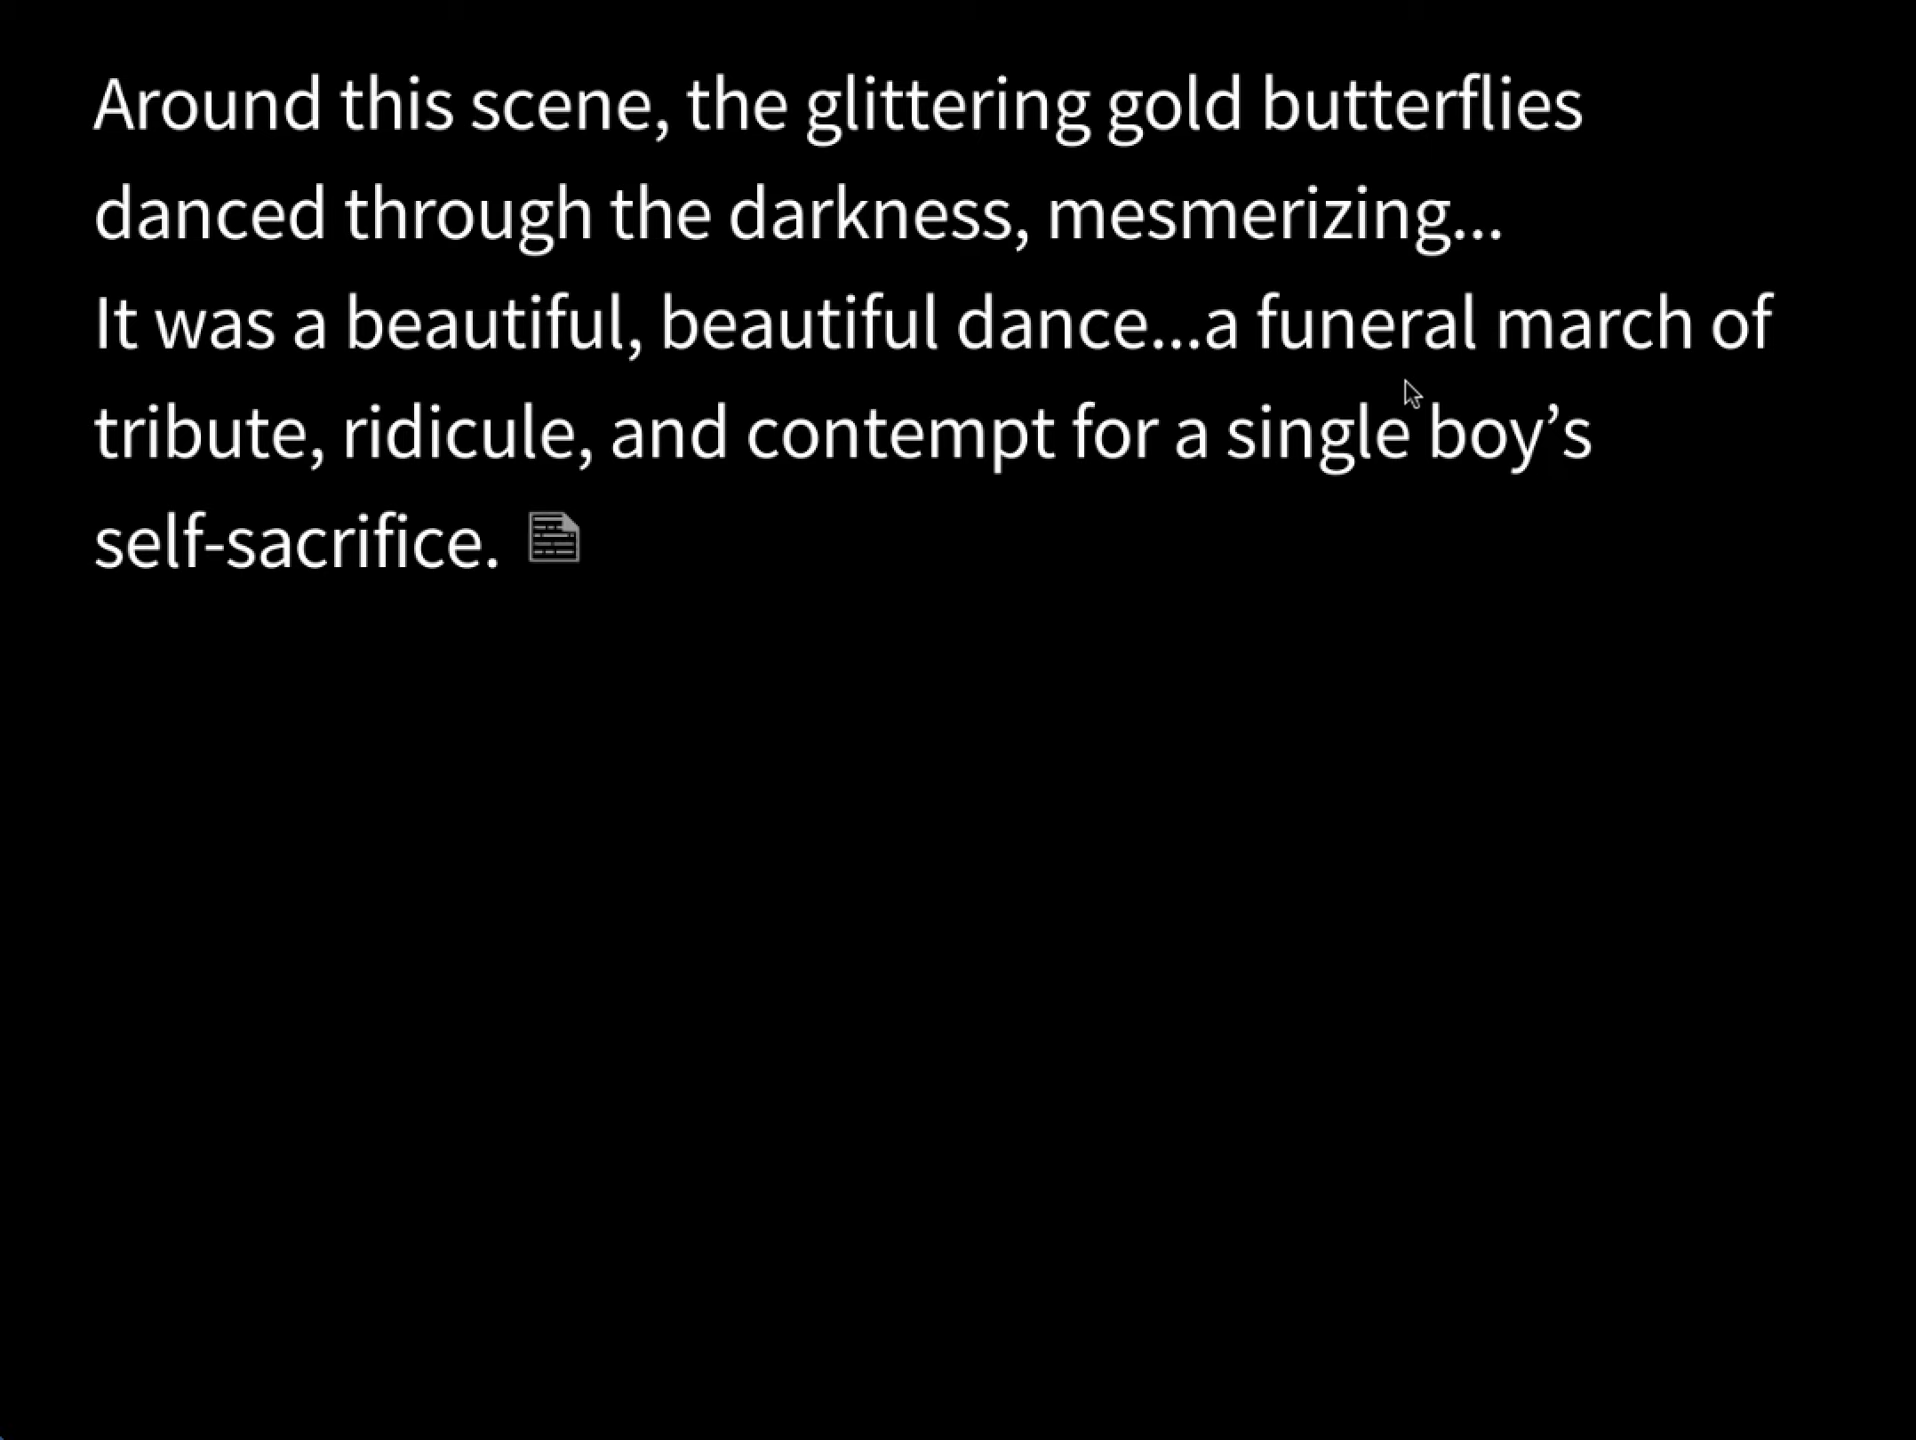 Around this scene, the glittering gold butterflies
danced through the darkness, mesmerizing...
It was a beautiful, beautiful dance...a funeral march of
tribute, ridicule, and contempt for a single boy’s
self-sacrifice.